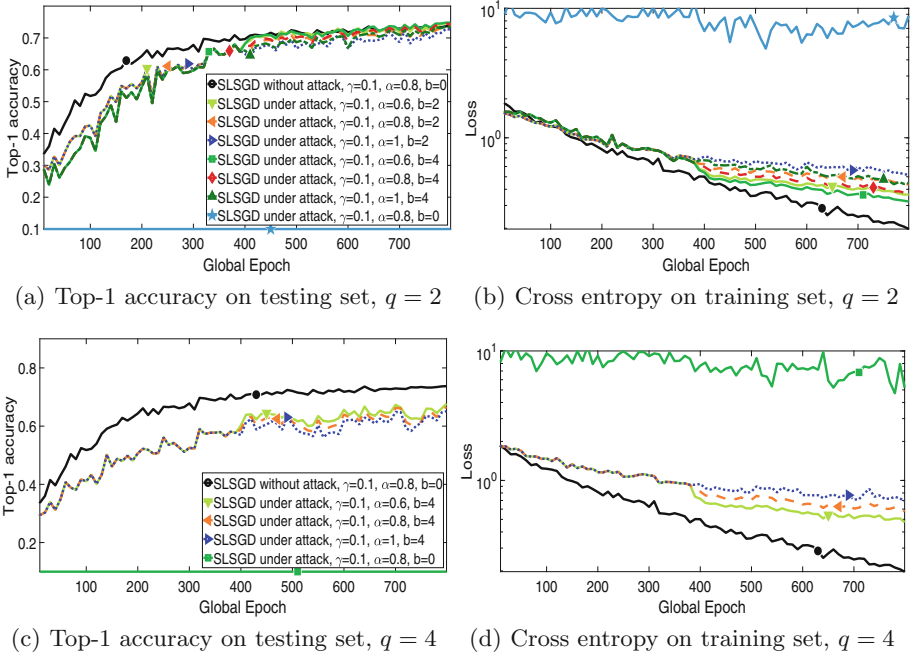 0.7
0.6
0.5
0.4
0.3
0.2
0.1
Top-1 accuracy
SLSGD without attack, γ=0.1, α=0.8, b=0
SLSGD under attack, γ=0.1, α=0.6, b=2
SLSGD under attack, γ=0.1, α=0.8, b=2
SLSGD under attack, γ=0.1, α=1, b=2
SLSGD under attack, γ=0.1, α=0.6, b=4
SLSGD under attack, γ=0.1, α=0.8, b=4
SLSGD under attack, γ=0.1, α=1, b=4
SLSGD under attack, γ=0.1, α=0.8, b=0
100 200 300 400 500 600 700
Global Epoch
(a) Top-1 accuracy on testing set, q = 2
10¹
10⁰
Loss
100 200 300 400 500 600 700
Global Epoch
(b) Cross entropy on training set, q = 2
0.8
0.6
0.4
0.2
Top-1 accuracy
SLSGD without attack, γ=0.1, α=0.8, b=0
SLSGD under attack, γ=0.1, α=0.6, b=4
SLSGD under attack, γ=0.1, α=0.8, b=4
SLSGD under attack, γ=0.1, α=1, b=4
SLSGD under attack, γ=0.1, α=0.8, b=0
100 200 300 400 500 600 700
Global Epoch
(c) Top-1 accuracy on testing set, q = 4
10¹
10⁰
Loss
100 200 300 400 500 600 700
Global Epoch
(d) Cross entropy on training set, q = 4